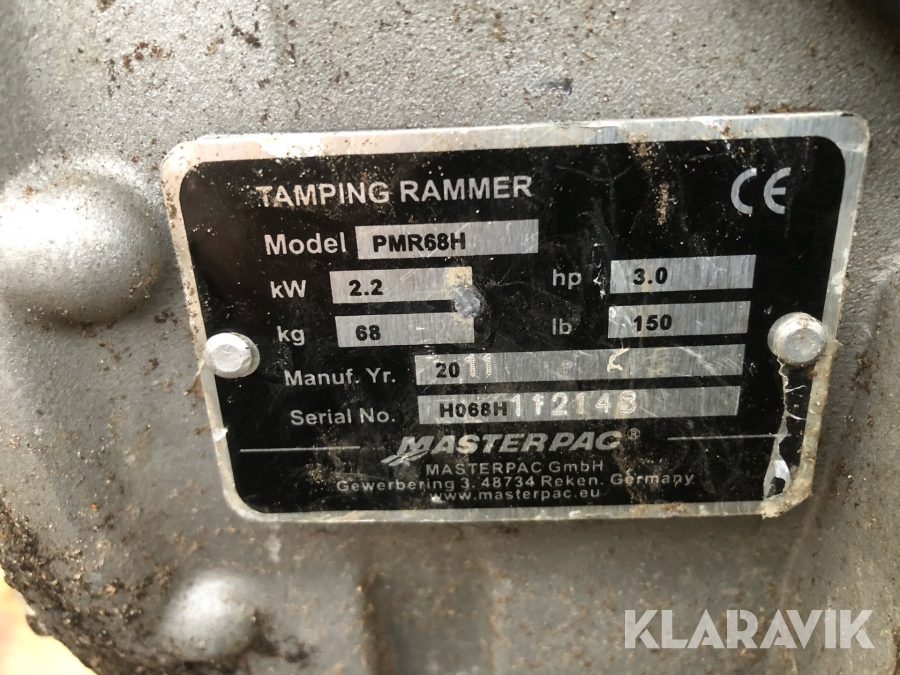 TAMPING RAMMER CE
Model PMR68H
kW 2.2 hp 3.0
kg 68 lb 150
Manuf. Yr. 2011
Serial No. H068H112148
MASTERPAC®
MASTERPAC GmbH
Gewerbering 3. 48734 Reken. Germany
www.masterpac.eu
KLARAVIK